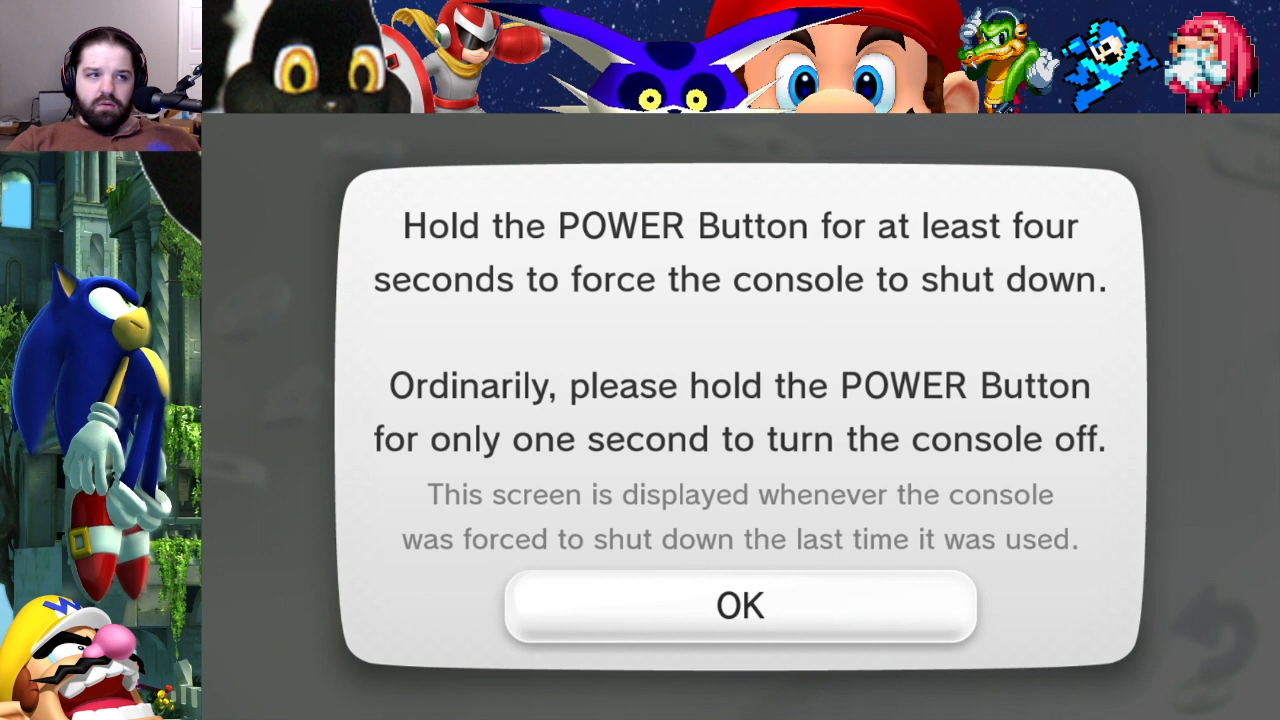 Hold the POWER Button for at least four
seconds to force the console to shut down.
Ordinarily, please hold the POWER Button
for only one second to turn the console off.
This screen is displayed whenever the console
was forced to shut down the last time it was used.
OK
W